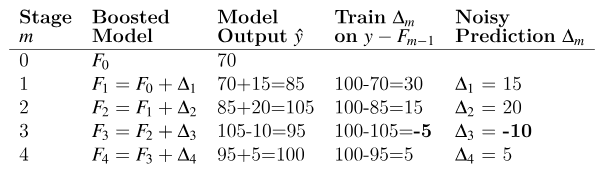 Stage Boosted Model Train Δₘ Noisy
m Model Output ŷ on y − Fₘ₋₁ Prediction Δₘ
0 F₀ 70
1 F₁ = F₀ + Δ₁ 70+15=85 100-70=30 Δ₁ = 15
2 F₂ = F₁ + Δ₂ 85+20=105 100-85=15 Δ₂ = 20
3 F₃ = F₂ + Δ₃ 105-10=95 100-105=-5 Δ₃ = -10
4 F₄ = F₃ + Δ₄ 95+5=100 100-95=5 Δ₄ = 5